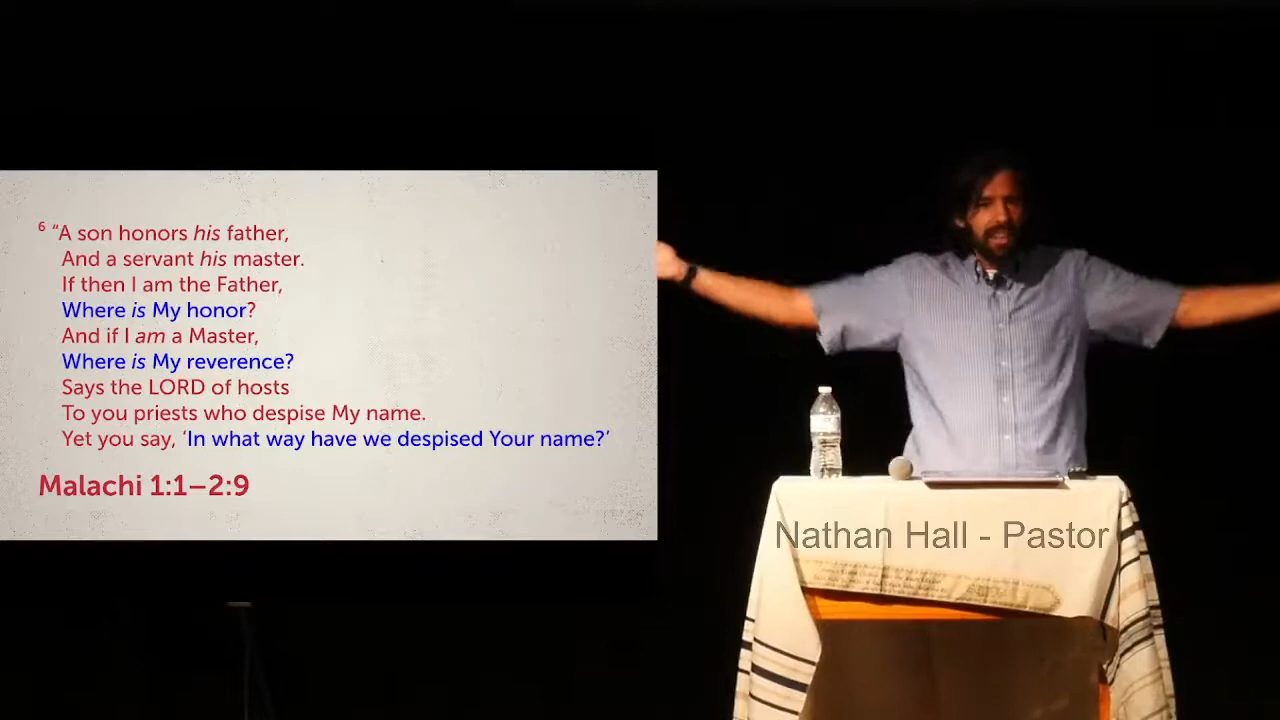 6 “A son honors his father,
And a servant his master.
If then I am the Father,
Where is My honor?
And if I am a Master,
Where is My reverence?
Says the LORD of hosts
To you priests who despise My name.
Yet you say, ‘In what way have we despised Your name?’
Malachi 1:1–2:9
Nathan Hall - Pastor